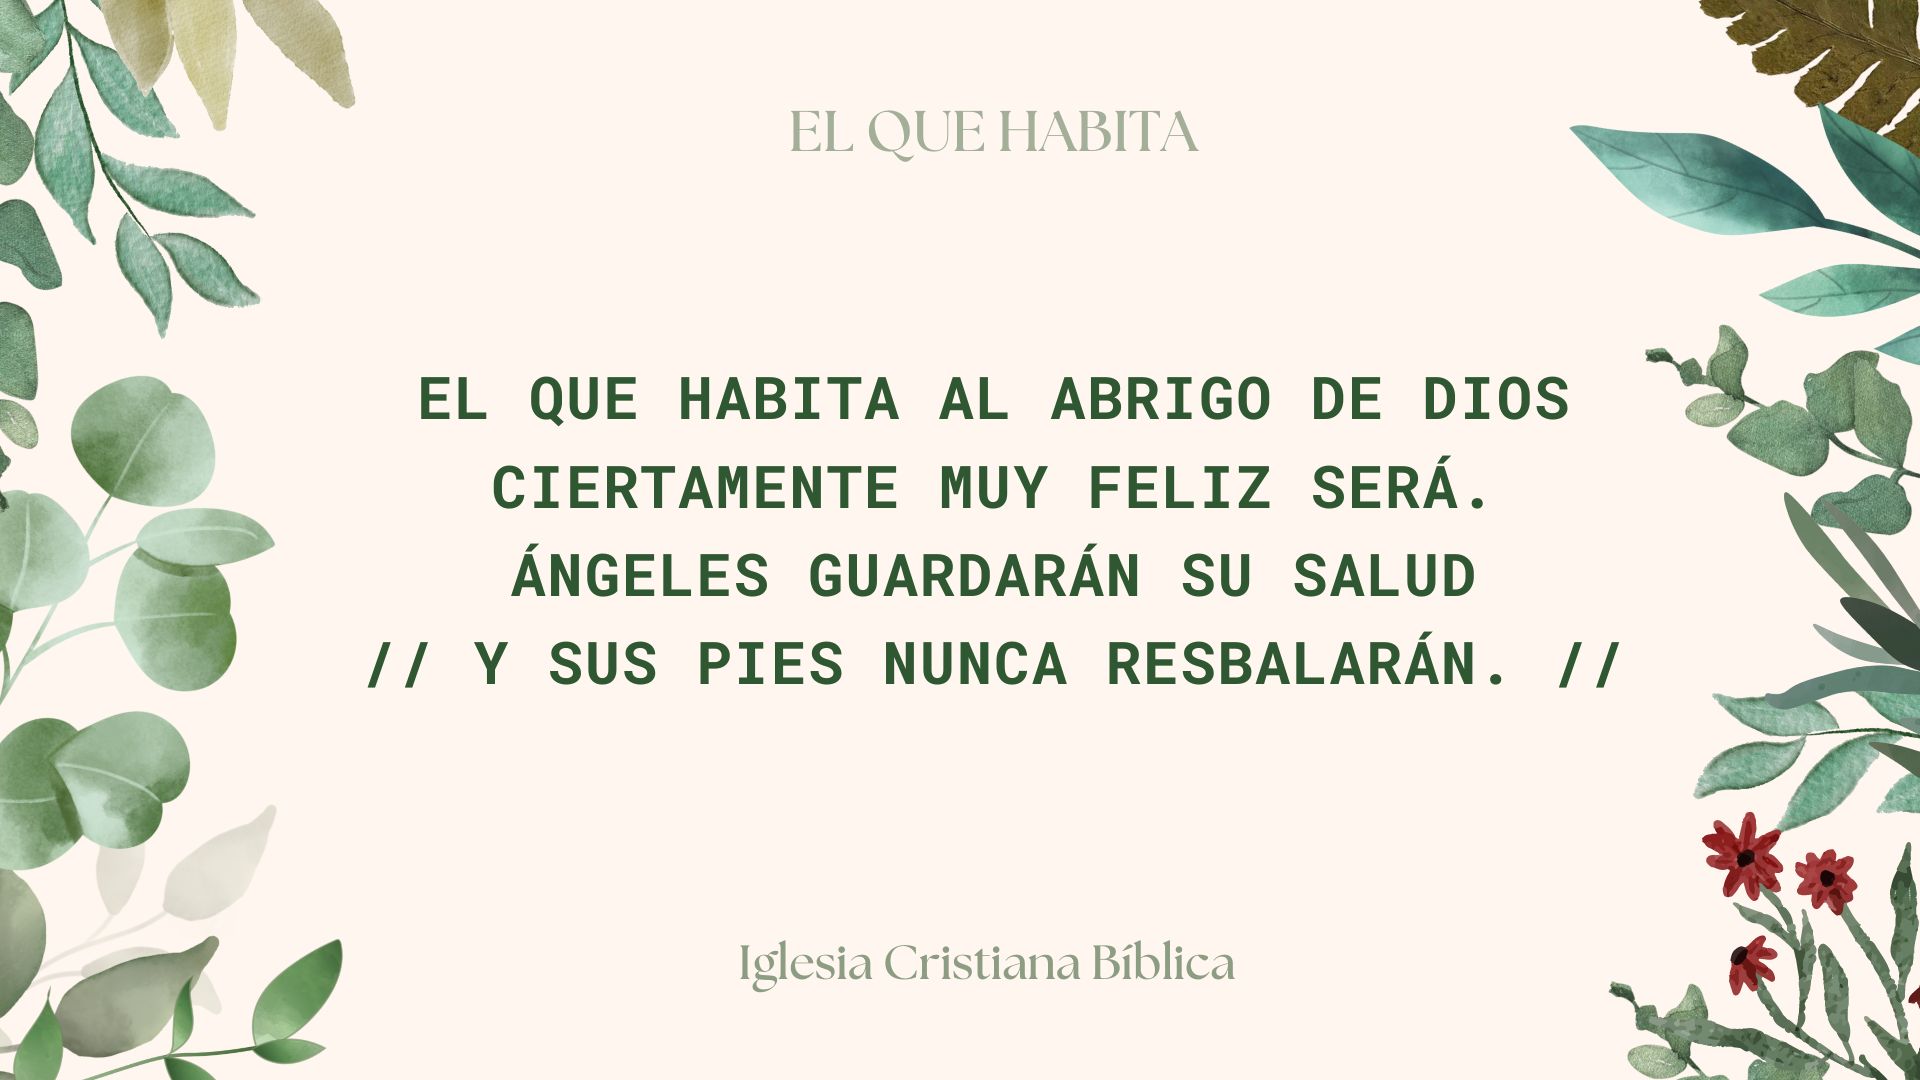 EL QUE HABITA
EL QUE HABITA AL ABRIGO DE DIOS
CIERTAMENTE MUY FELIZ SERÁ.
ÁNGELES GUARDARÁN SU SALUD
// Y SUS PIES NUNCA RESBALARÁN. //
Iglesia Cristiana Bíblica